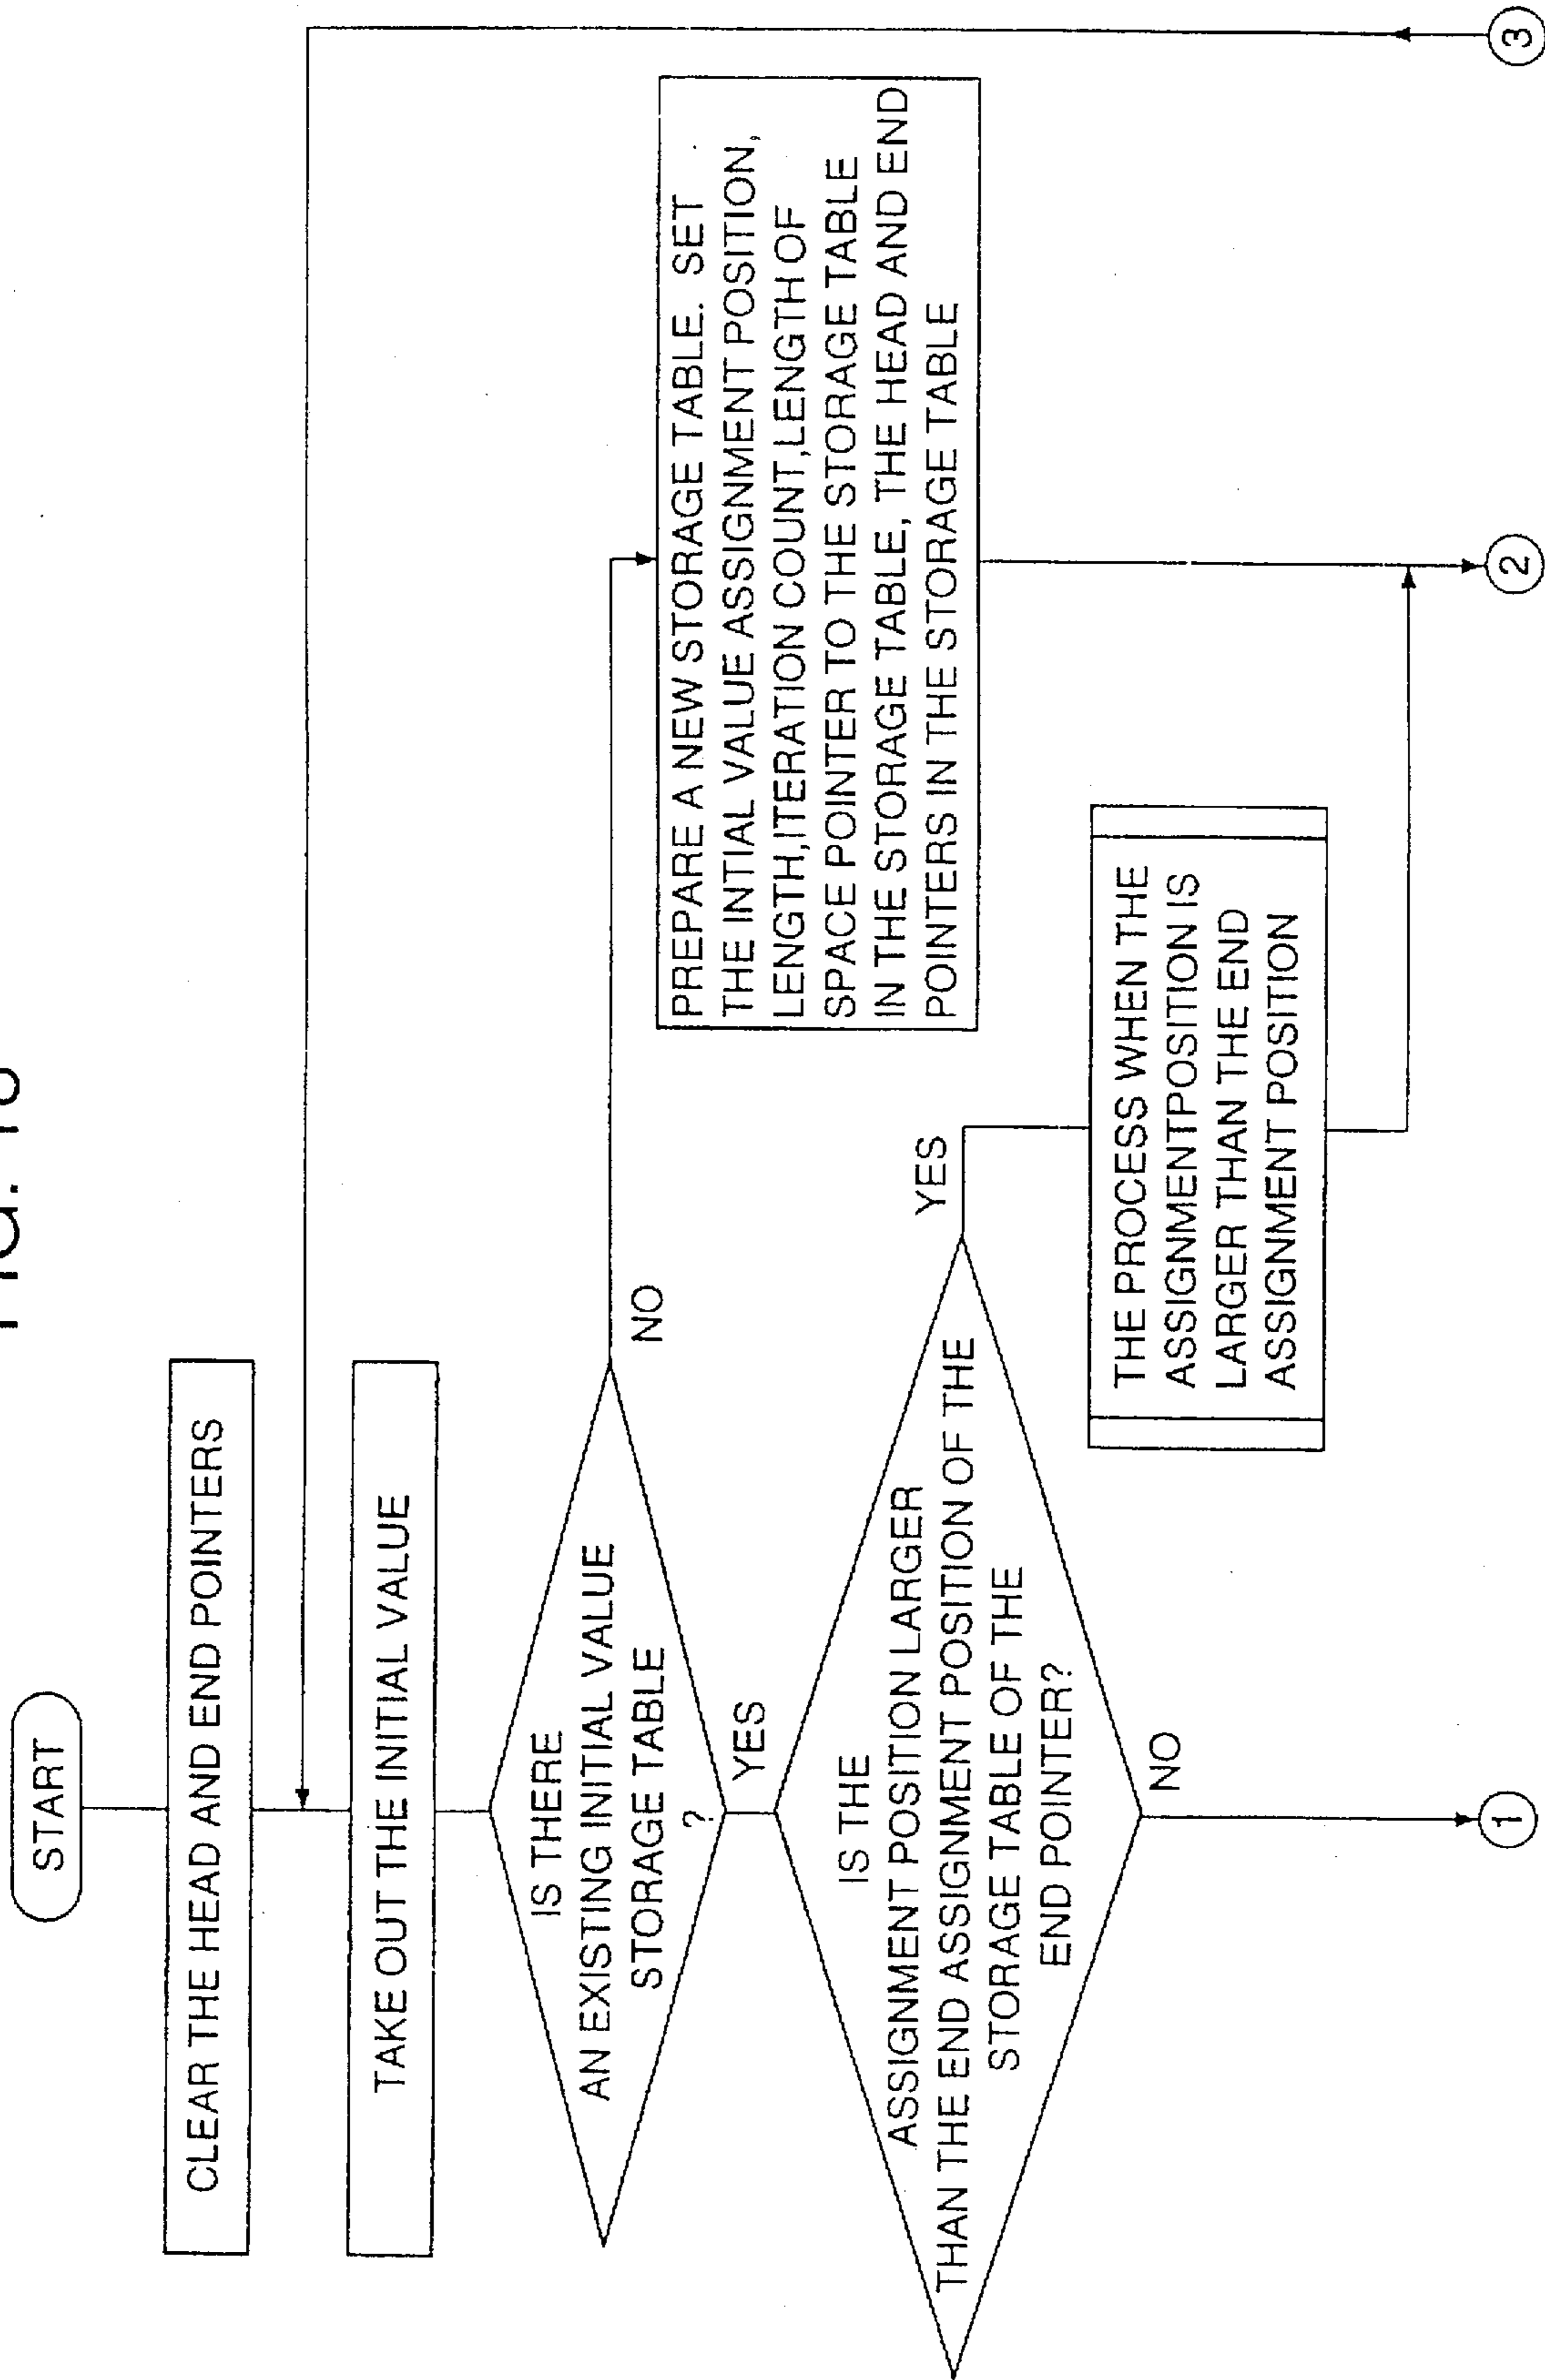 FIG.
START
CLEAR THE HEAD AND END POINTERS
TAKE OUT THE INITIAL VALUE
IS THERE
AN EXISTING INITIAL VALUE
STORAGE TABLE
?
NO
YES
PREPARE A NEW STORAGE TABLE. SET
THE INTIAL VALUE ASSIGNMENT POSITION,
LENGTH,ITERATION COUNT,LENGTH OF
SPACE POINTER TO THE STORAGE TABLE
IN THE STORAGE TABLE, THE HEAD AND END
POINTERS IN THE STORAGE TABLE
IS THE
ASSIGNMENT POSITION LARGER
THAN THE END ASSIGNMENT POSITION OF THE
STORAGE TABLE OF THE
END POINTER?
YES
NO
THE PROCESS WHEN THE
ASSIGNMENTPOSITION IS
LARGER THAN THE END
ASSIGNMENT POSITION
1
2
3